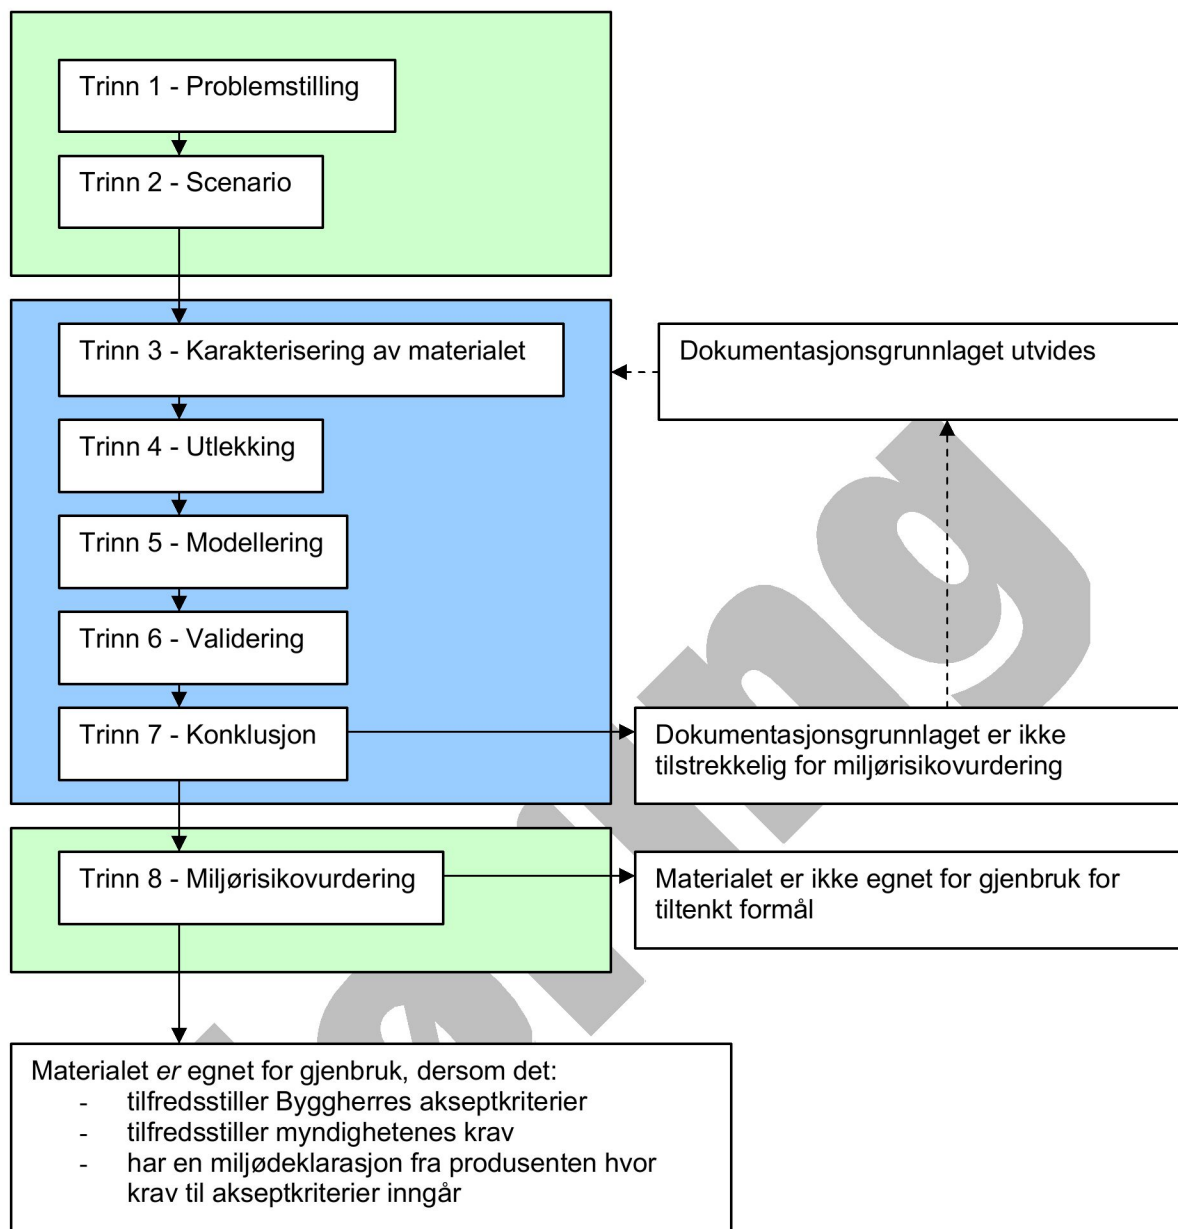 Trinn 1 - Problemstilling
Trinn 2 - Scenario
Trinn 3 - Karakterisering av materialet
Dokumentasjonsgrunnlaget utvides
Trinn 4 - Utlekking
Trinn 5 - Modellering
Trinn 6 - Validering
Trinn 7 - Konklusjon
Dokumentasjonsgrunnlaget er ikke
tilstrekkelig for miljørisikovurdering
Trinn 8 - Miljørisikovurdering
Materialet er ikke egnet for gjenbruk for
tiltenkt formål
Materialet er egnet for gjenbruk, dersom det:
- tilfredsstiller Byggherres akseptkriterier
- tilfredsstiller myndighetenes krav
- har en miljødeklarasjon fra produsenten hvor
krav til akseptkriterier inngår